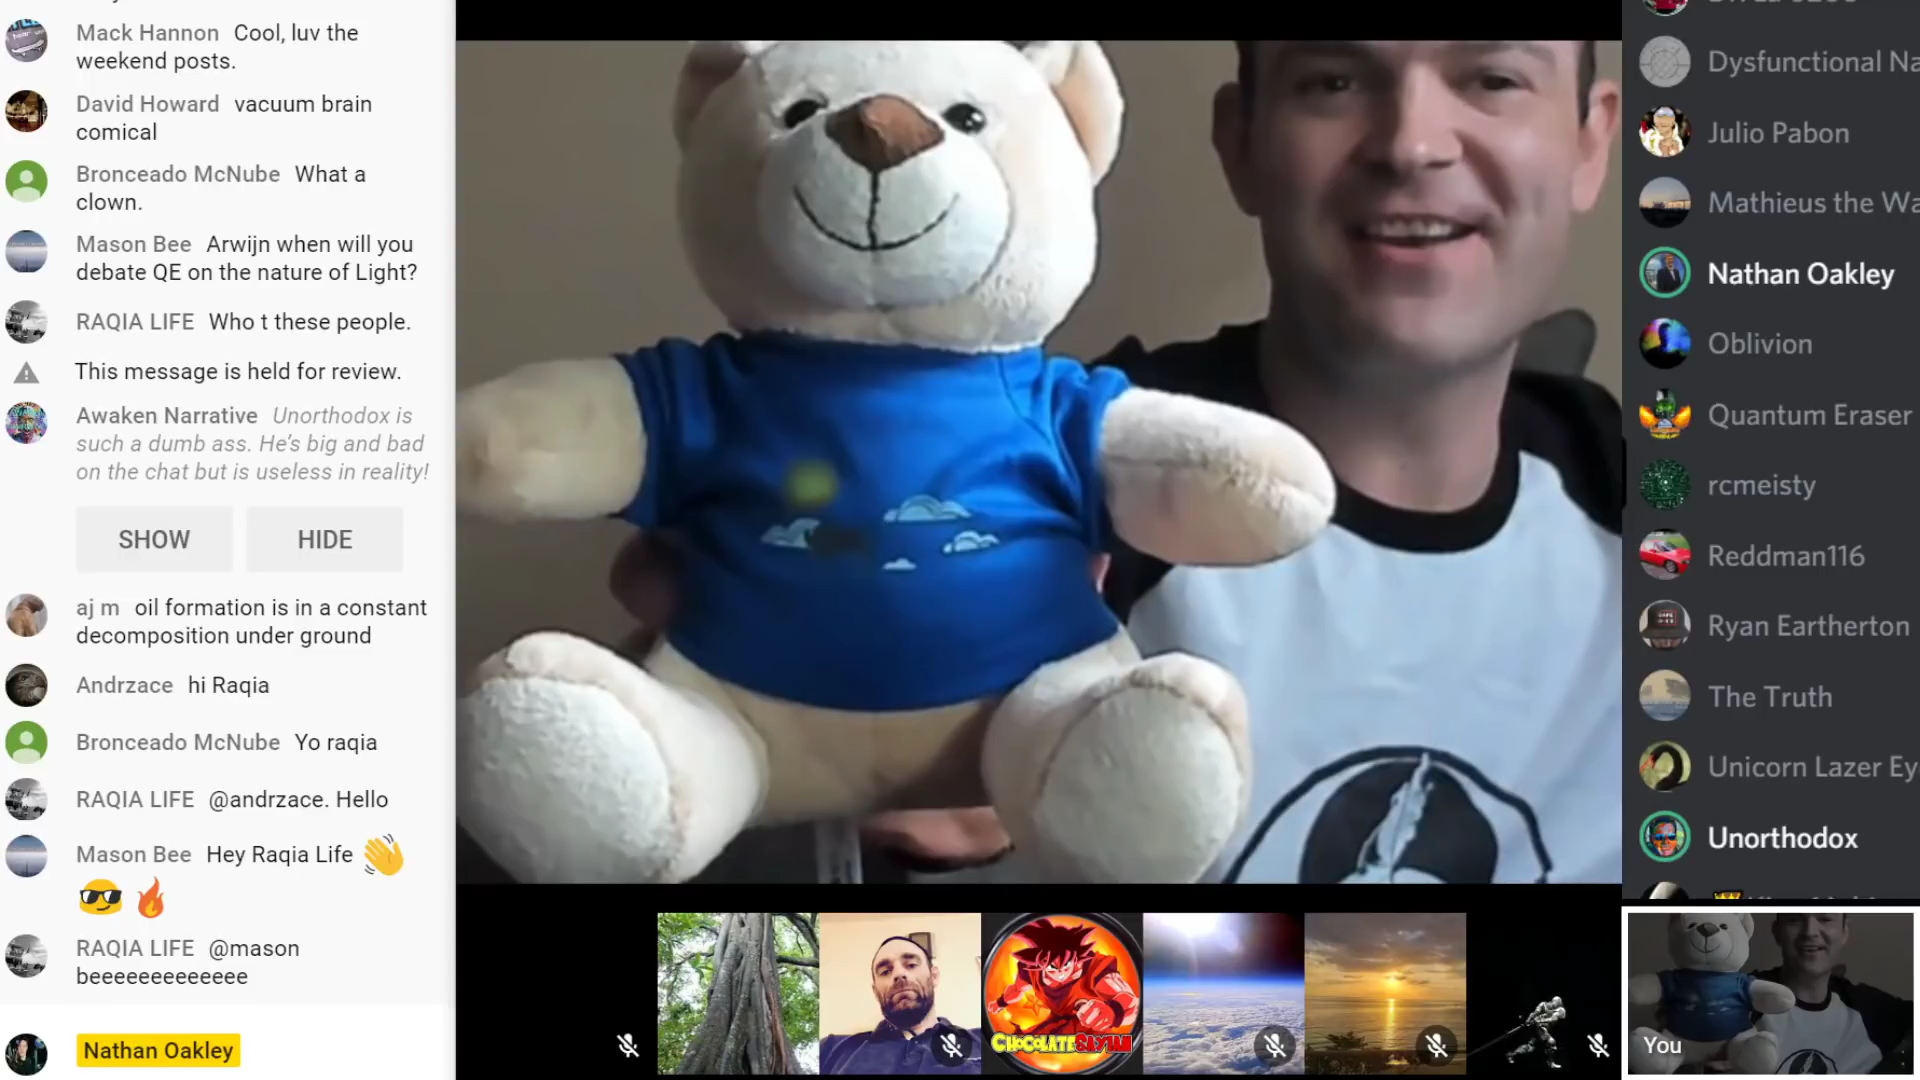 Mack Hannon Cool, luv the
weekend posts.
David Howard vacuum brain
comical
Bronceado McNube What a
clown.
Mason Bee Arwijn when will you
debate QE on the nature of Light?
RAQIA LIFE Who t these people.
This message is held for review.
Awaken Narrative Unorthodox is
such a dumb ass. He's big and bad
on the chat but is useless in reality!
SHOW HIDE
aj m oil formation is in a constant
decomposition under ground
Andrzace hi Raqia
Bronceado McNube Yo raqia
RAQIA LIFE @andrzace. Hello
Mason Bee Hey Raqia Life 👋
😎 🔥
RAQIA LIFE @mason
beeeeeeeeeeeee
Nathan Oakley
CHOCOLATESAYIAN
Dysfunctional Na
Julio Pabon
Mathieus the Wa
Nathan Oakley
Oblivion
Quantum Eraser
rcmeisty
Reddman116
Ryan Eartherton
The Truth
Unicorn Lazer Ey
Unorthodox
You